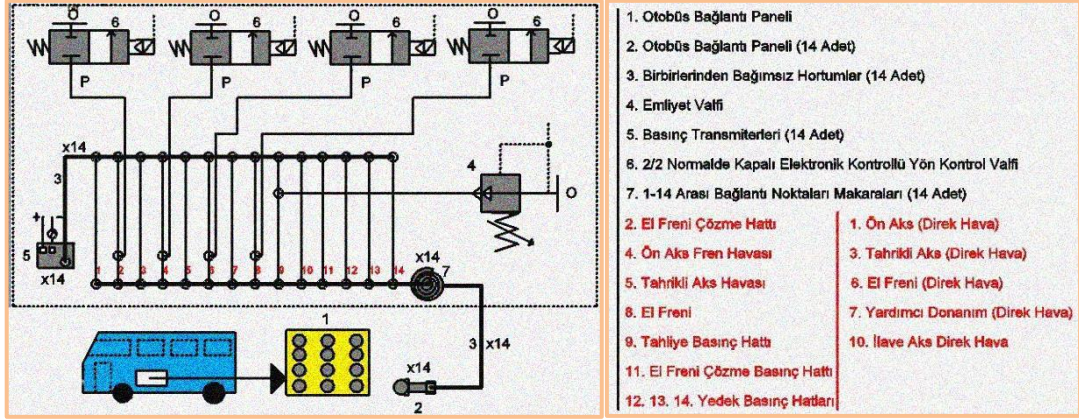 O O O O
6 6 6 6
P P P P
x14
3
4
O
+
5
x14
1 2 3 4 5 6 7 8 9 10 11 12 13 14
x14
7
1
3 x14
x14
2
1. Otobüs Bağlantı Paneli
2. Otobüs Bağlantı Paneli (14 Adet)
3. Birbirlerinden Bağımsız Hortumlar (14 Adet)
4. Emliyet Valfi
5. Basınç Transmiterleri (14 Adet)
6. 2/2 Normalde Kapalı Elektronik Kontrollü Yön Kontrol Valfi
7. 1-14 Arası Bağlantı Noktaları Makaraları (14 Adet)
2. El Freni Çözme Hattı
4. Ön Aks Fren Havası
5. Tahrikli Aks Havası
8. El Freni
9. Tahliye Basınç Hattı
11. El Freni Çözme Basınç Hattı
12. 13. 14. Yedek Basınç Hatları
1. Ön Aks (Direk Hava)
3. Tahrikli Aks (Direk Hava)
6. El Freni (Direk Hava)
7. Yardımcı Donanım (Direk Hava)
10. İlave Aks Direk Hava